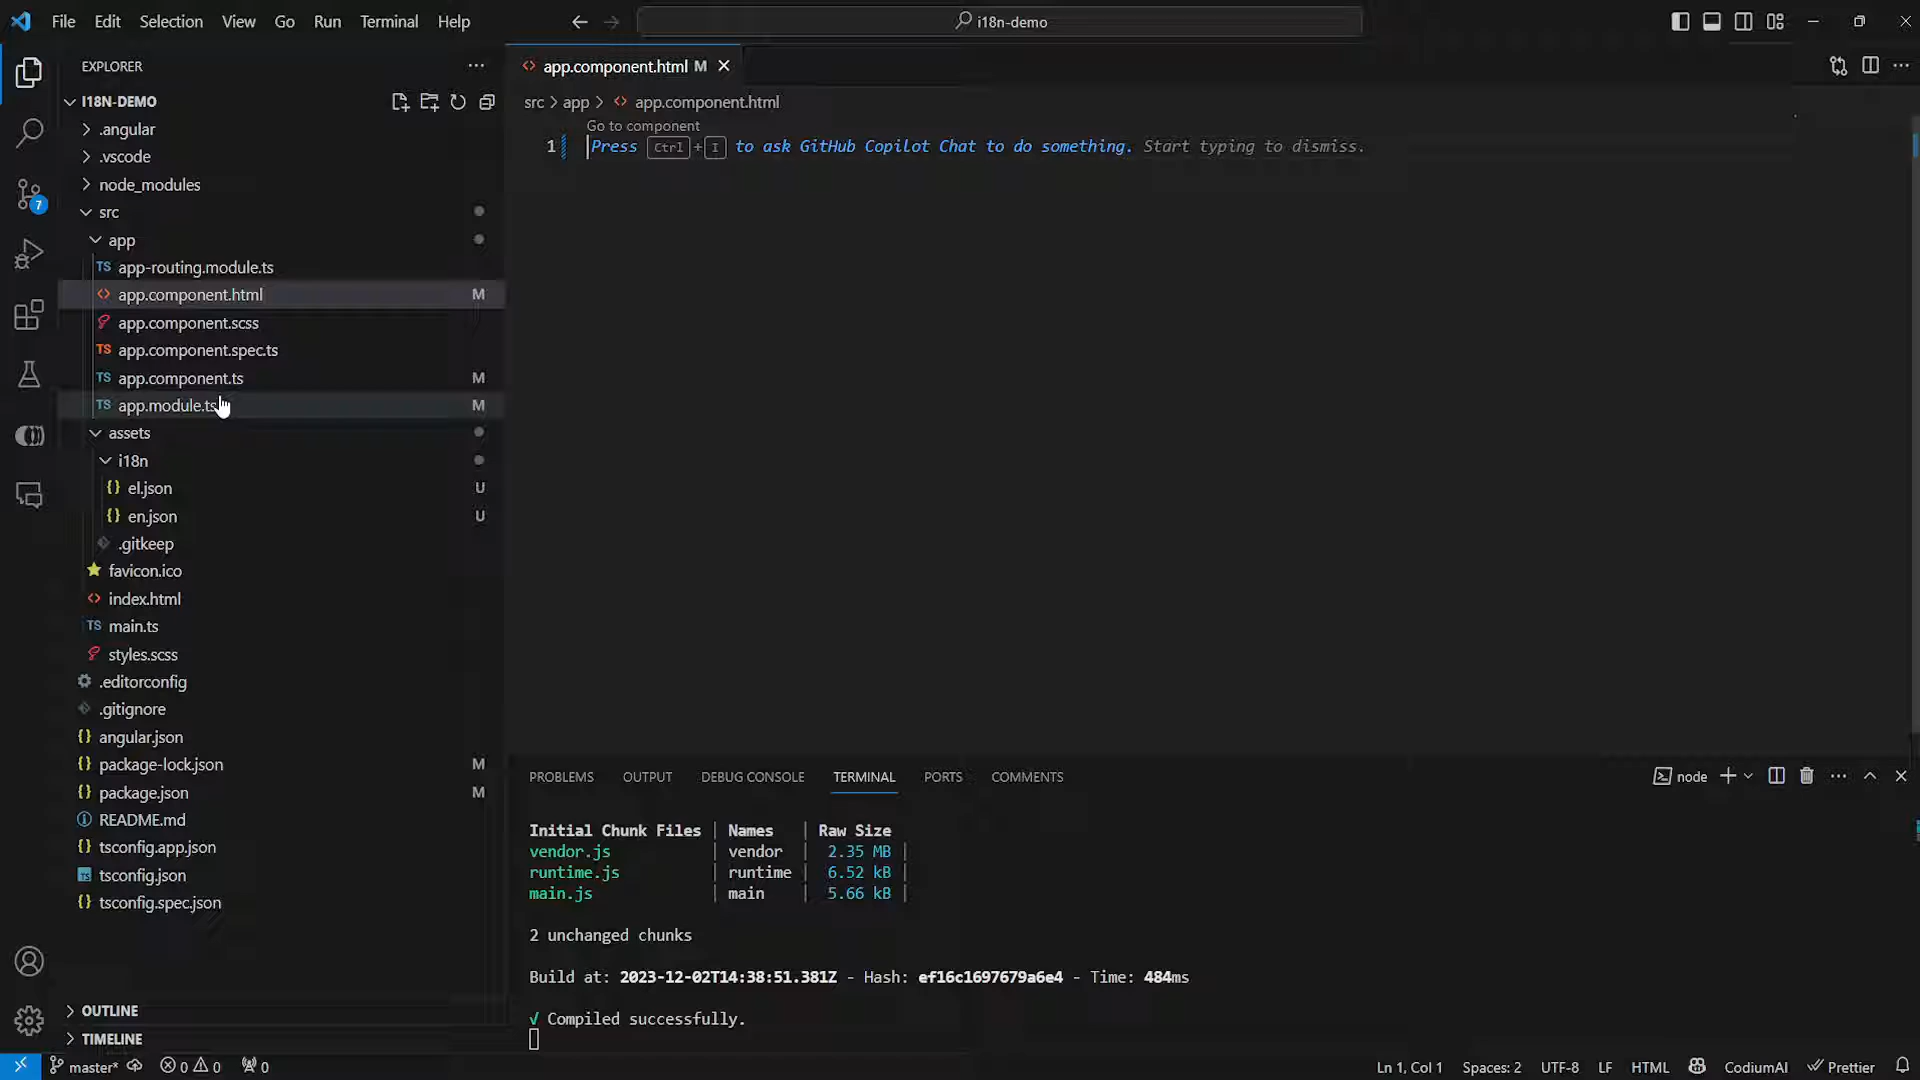 File Edit Selection View Go Run Terminal Help
i18n-demo
EXPLORER
I18N-DEMO
.angular
.vscode
node_modules
src
app
TS app-routing.module.ts
app.component.html M
app.component.scss
TS app.component.spec.ts
TS app.component.ts M
TS app.module.ts M
assets
i18n
{} el.json U
{} en.json U
.gitkeep
favicon.ico
index.html
TS main.ts
styles.scss
.editorconfig
.gitignore
{} angular.json
{} package-lock.json M
{} package.json M
README.md
{} tsconfig.app.json
TS tsconfig.json
{} tsconfig.spec.json
OUTLINE
TIMELINE
7
app.component.html M
src > app > app.component.html
Go to component
1 Press Ctrl + I to ask GitHub Copilot Chat to do something. Start typing to dismiss.
PROBLEMS OUTPUT DEBUG CONSOLE TERMINAL PORTS COMMENTS
node
Initial Chunk Files | Names | Raw Size
vendor.js | vendor | 2.35 MB |
runtime.js | runtime | 6.52 kB |
main.js | main | 5.66 kB |
2 unchanged chunks
Build at: 2023-12-02T14:38:51.381Z - Hash: ef16c1697679a6e4 - Time: 484ms
√ Compiled successfully.
master* 0 0 0
Ln 1, Col 1 Spaces: 2 UTF-8 LF HTML CodiumAI Prettier